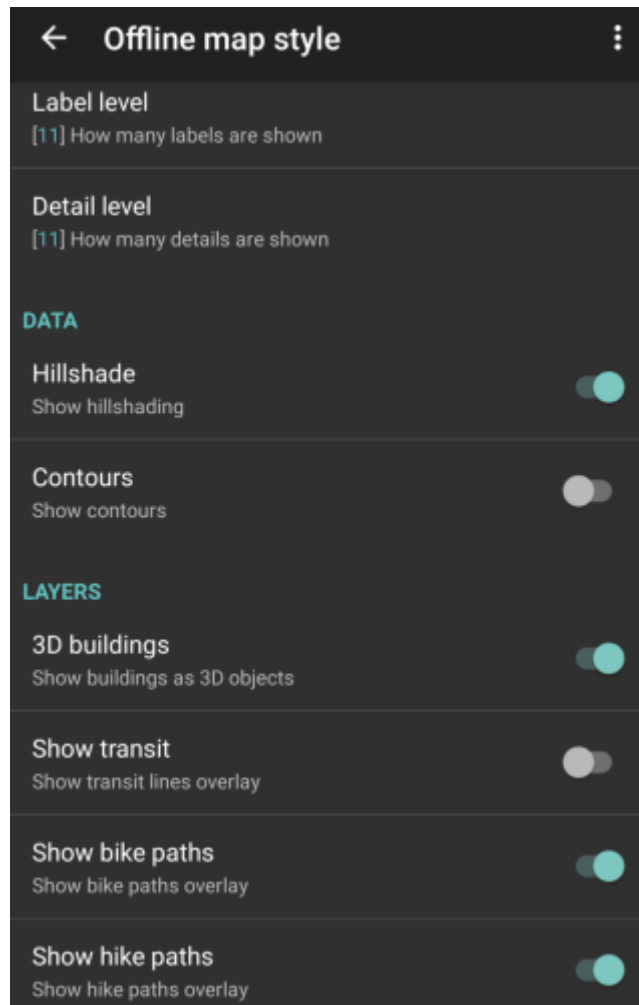 Offline map style
Label level
[11] How many labels are shown
Detail level
[11] How many details are shown
DATA
Hillshade
Show hillshading
Contours
Show contours
LAYERS
3D buildings
Show buildings as 3D objects
Show transit
Show transit lines overlay
Show bike paths
Show bike paths overlay
Show hike paths
Show hike paths overlay